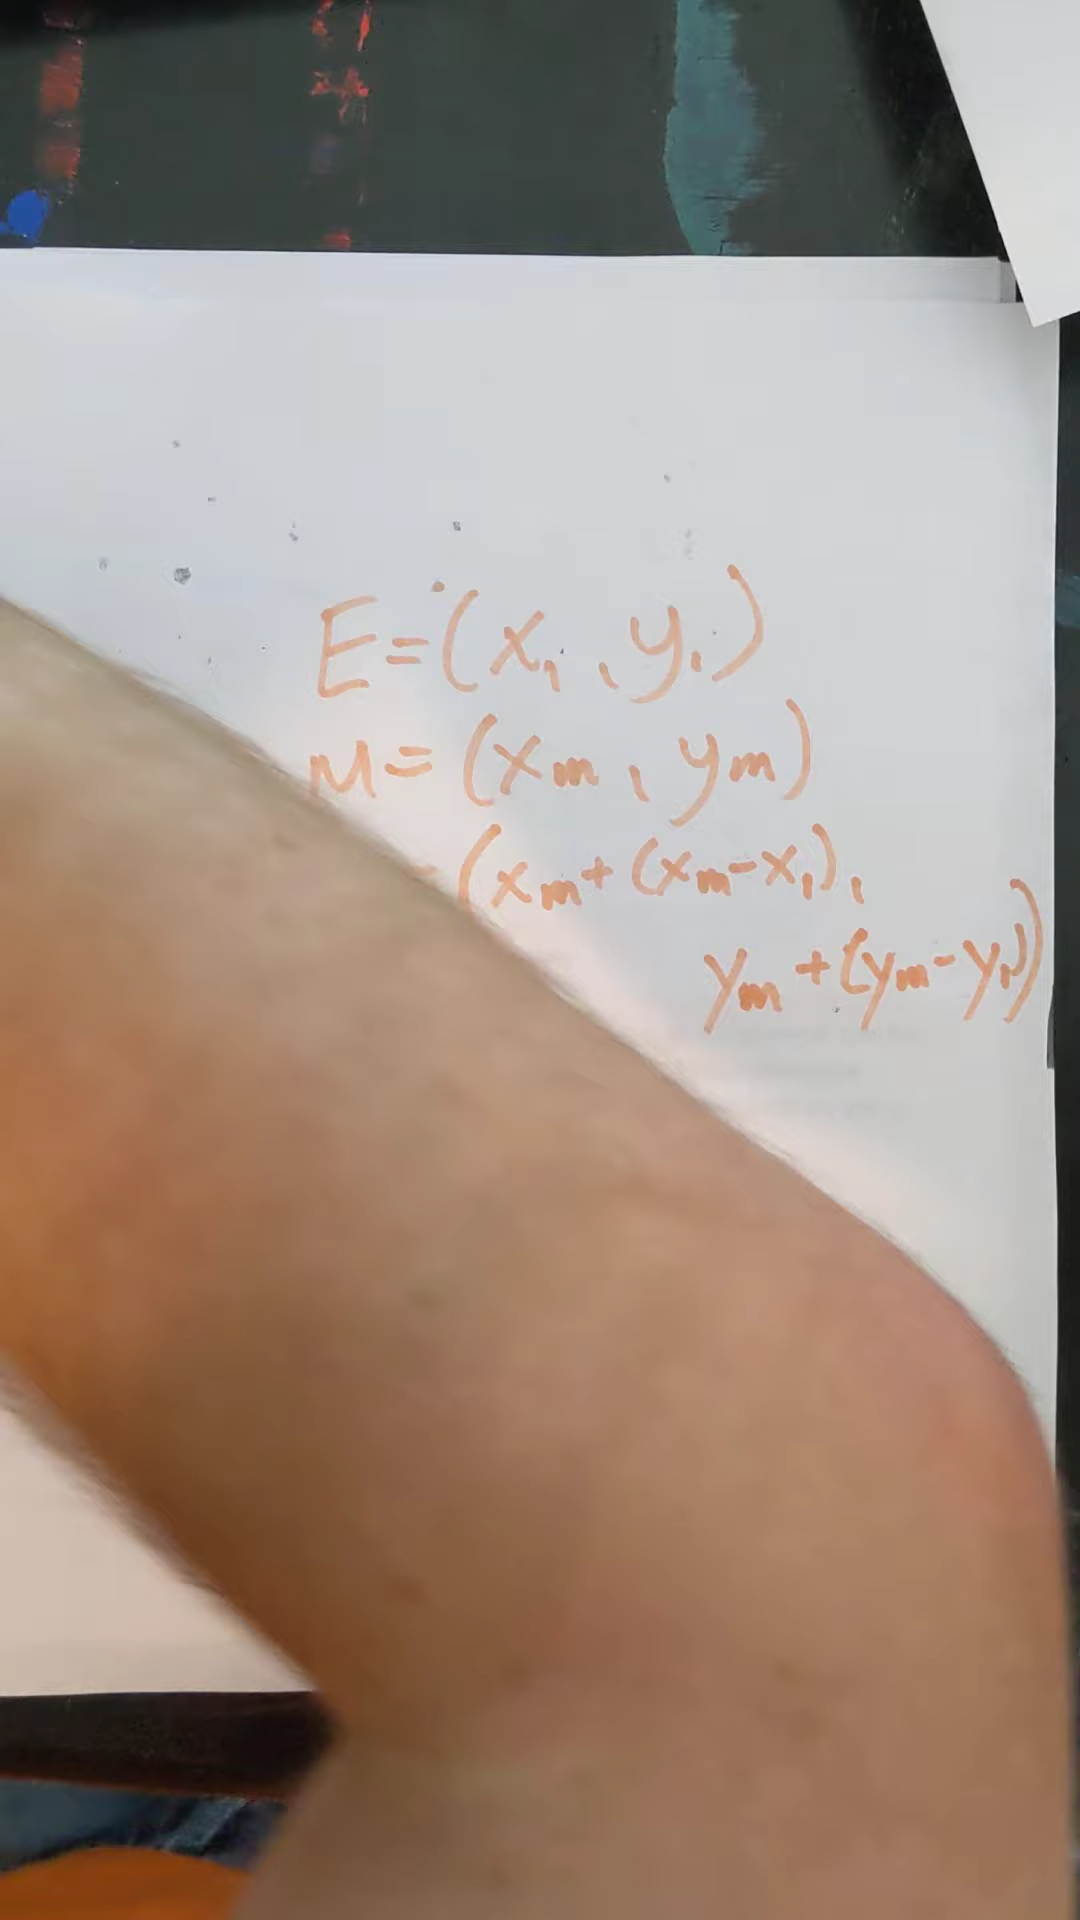 E=(x₁,y₁)
M=(xₘ,yₘ)
=(xₘ+(xₘ-x₁),
yₘ+(yₘ-y₁))